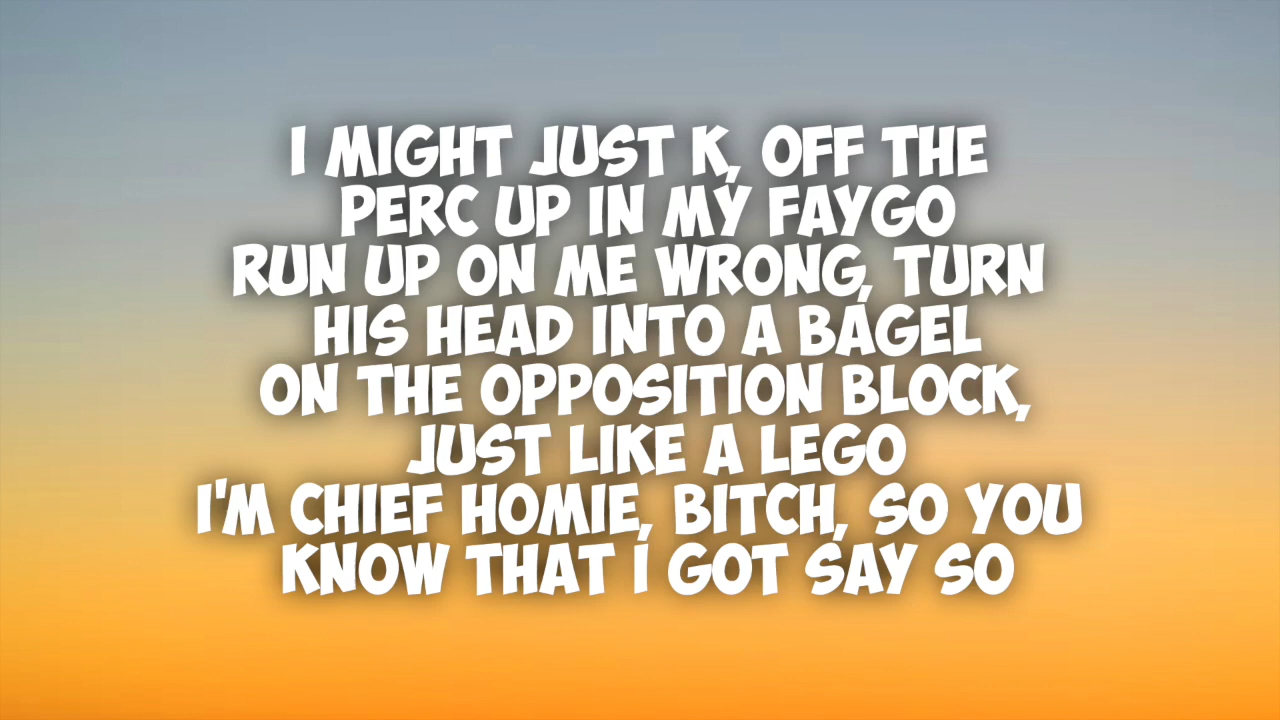 I MIGHT JUST K, OFF THE
PERC UP IN MY FAYGO
RUN UP ON ME WRONG, TURN
HIS HEAD INTO A BAGEL
ON THE OPPOSITION BLOCK,
JUST LIKE A LEGO
I'M CHIEF HOMIE, BITCH, SO YOU
KNOW THAT I GOT SAY SO